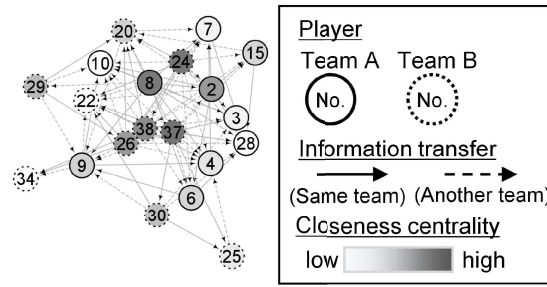 20
7
15
10
24
29
8
2
22
3
38
37
28
26
9
4
34
6
30
25
Player
Team A Team B
No. No.
Information transfer
(Same team) (Another team)
Closeness centrality
low high